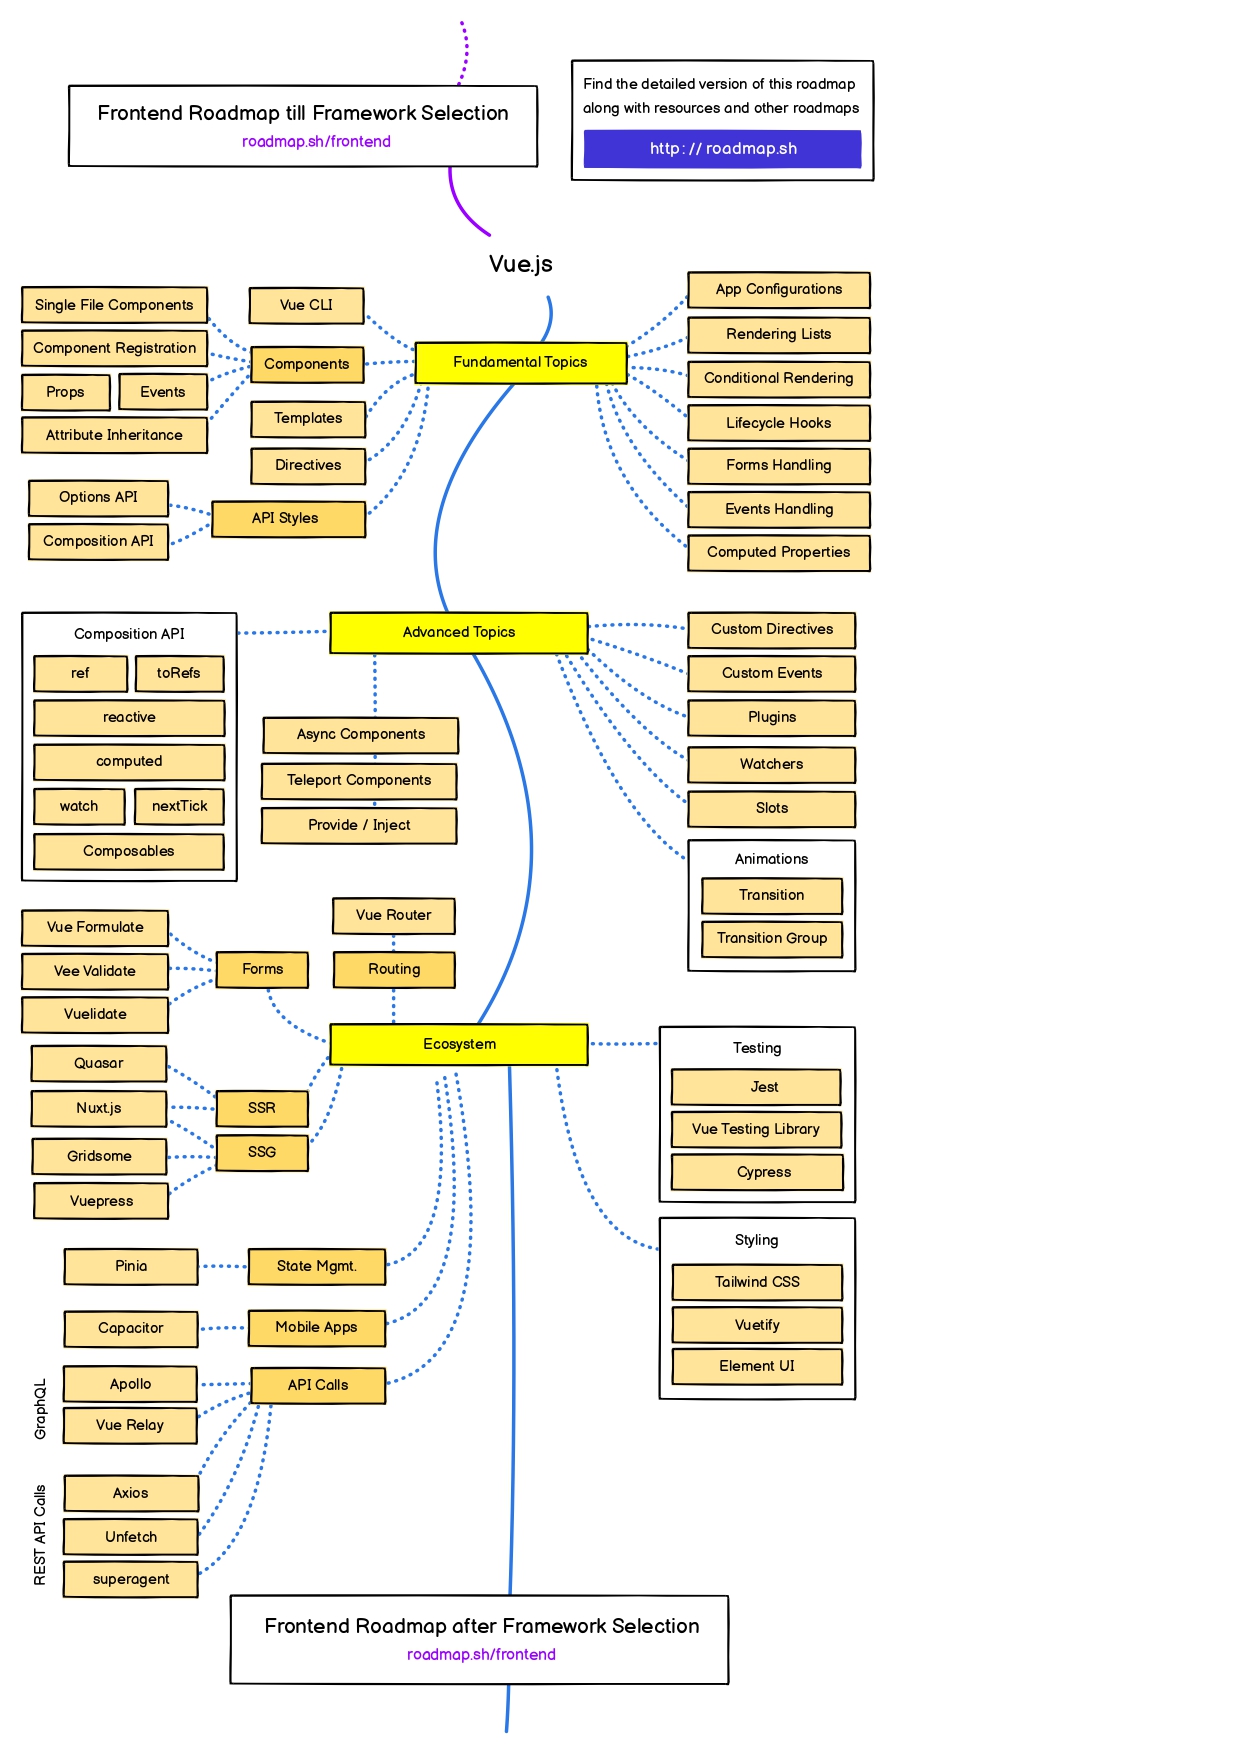 Frontend Roadmap till Framework Selection
roadmap.sh/frontend
Find the detailed version of this roadmap
along with resources and other roadmaps
http://roadmap.sh
Vue.js
Fundamental Topics
Vue CLI
Components
Single File Components
Component Registration
Props
Events
Attribute Inheritance
Templates
Directives
API Styles
Options API
Composition API
App Configurations
Rendering Lists
Conditional Rendering
Lifecycle Hooks
Forms Handling
Events Handling
Computed Properties
Advanced Topics
Composition API
ref
toRefs
reactive
computed
watch
nextTick
Composables
Async Components
Teleport Components
Provide / Inject
Custom Directives
Custom Events
Plugins
Watchers
Slots
Animations
Transition
Transition Group
Ecosystem
Vue Router
Routing
Forms
Vue Formulate
Vee Validate
Vuelidate
SSR
SSG
Quasar
Nuxt.js
Gridsome
Vuepress
Testing
Jest
Vue Testing Library
Cypress
Styling
Tailwind CSS
Vuetify
Element UI
Pinia
State Mgmt.
Capacitor
Mobile Apps
API Calls
GraphQL
Apollo
Vue Relay
REST API Calls
Axios
Unfetch
superagent
Frontend Roadmap after Framework Selection
roadmap.sh/frontend